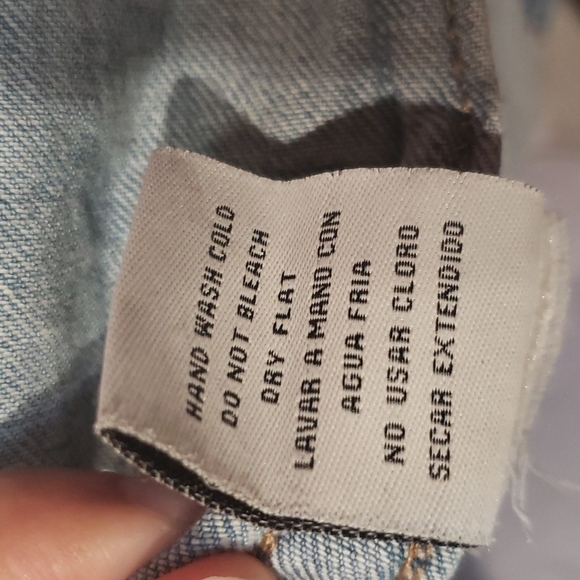 HAND WASH COLD
DO NOT BLEACH
DRY FLAT
LAVAR A MANO CON
AGUA FRIA
NO USAR CLORO
SECAR EXTENDIDO